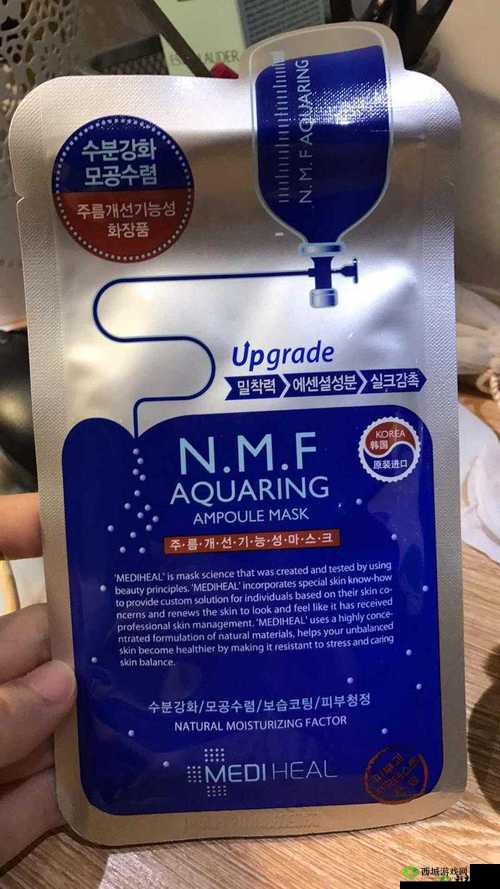 LAUDER
N.M.F AQUARING
수분강화
모공수렴
주름개선기능성
화장품
Upgrade
밀착력 에센셜성분 실크감촉
N.M.F
AQUARING
AMPOULE MASK
KOREA
韩国
原装进口
주·름·개·선·기·능·성·마·스·크
'MEDIHEAL' is mask science that was created and tested by using
beauty principles. 'MEDIHEAL' incorporates special skin know-how
to provide custom solution for individuals based on their skin co-
ncerns and renews the skin to look and feel like it has received
professional skin management. 'MEDIHEAL' uses a highly conce-
ntrated formulation of natural materials, helps your unbalanced
skin become healthier by making it resistant to stress and caring
skin balance.
수분강화/모공수렴/보습코팅/피부청정
NATURAL MOISTURIZING FACTOR
MEDIHEAL
西城游戏网